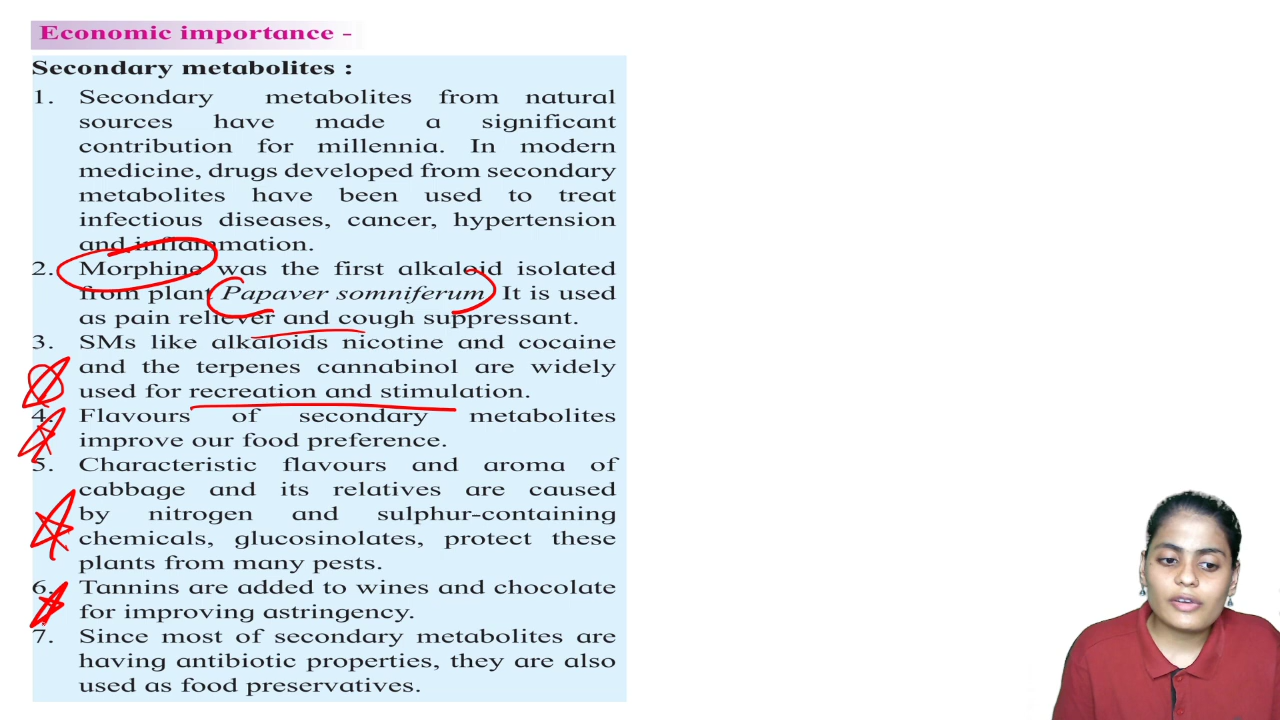 Economic importance -
Secondary metabolites :
1. Secondary metabolites from natural
sources have made a significant
contribution for millennia. In modern
medicine, drugs developed from secondary
metabolites have been used to treat
infectious diseases, cancer, hypertension
and inflammation.
2. Morphine was the first alkaloid isolated
from plant Papaver somniferum. It is used
as pain reliever and cough suppressant.
3. SMs like alkaloids nicotine and cocaine
and the terpenes cannabinol are widely
used for recreation and stimulation.
4. Flavours of secondary metabolites
improve our food preference.
5. Characteristic flavours and aroma of
cabbage and its relatives are caused
by nitrogen and sulphur-containing
chemicals, glucosinolates, protect these
plants from many pests.
6. Tannins are added to wines and chocolate
for improving astringency.
7. Since most of secondary metabolites are
having antibiotic properties, they are also
used as food preservatives.